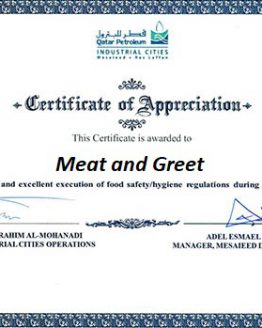 قطر للبترول
Qatar Petroleum
INDUSTRIAL CITIES
Mesaieed • Ras Laffan
Certificate of Appreciation
This Certificate is awarded to
Meat and Greet
and excellent execution of food safety/hygiene regulations during
RAHIM AL-MOHANADI
RIAL CITIES OPERATIONS
ADEL ESMAEL
MANAGER, MESAIEED I